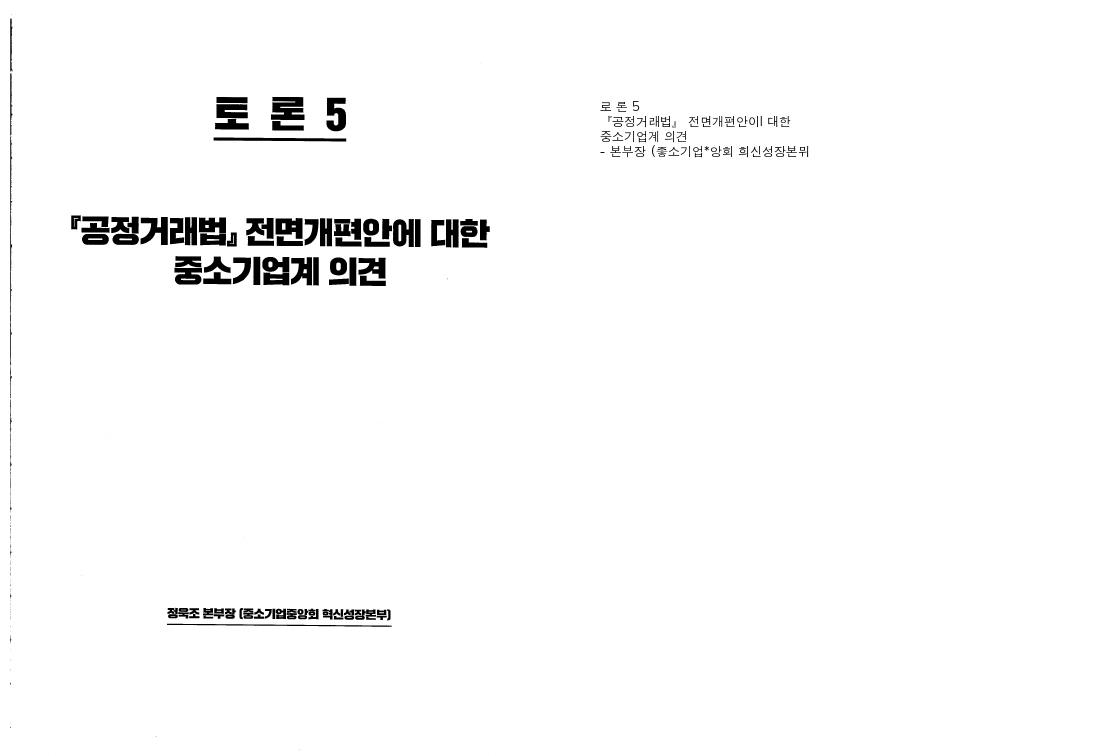 토 론 5
『공정거래법』 전면개편안에 대한
중소기업계 의견
정욱조 본부장 (중소기업중앙회 혁신성장본부)
로 론 5
『공정거래법』 전면개편안이 대한
중소기업계 의견
- 본부장 (좋소기업*앙회 희신성장본뮈